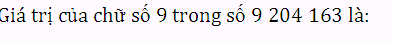 Giá trị của chữ số 9 trong số 9 204 163 là: